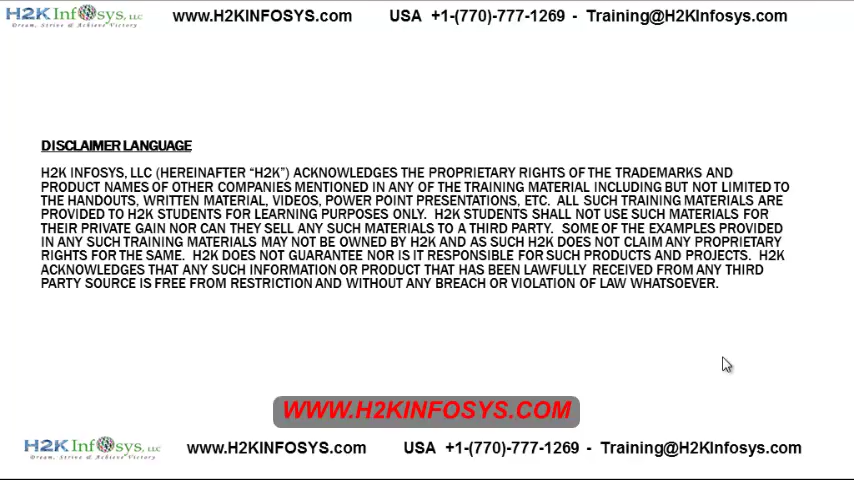 H2K Infosys, LLC www.H2KINFOSYS.com USA +1-(770)-777-1269 - Training@H2KInfosys.com
Dream, Strive & Achieve Victory
DISCLAIMER LANGUAGE
H2K INFOSYS, LLC (HEREINAFTER “H2K”) ACKNOWLEDGES THE PROPRIETARY RIGHTS OF THE TRADEMARKS AND
PRODUCT NAMES OF OTHER COMPANIES MENTIONED IN ANY OF THE TRAINING MATERIAL INCLUDING BUT NOT LIMITED TO
THE HANDOUTS, WRITTEN MATERIAL, VIDEOS, POWER POINT PRESENTATIONS, ETC. ALL SUCH TRAINING MATERIALS ARE
PROVIDED TO H2K STUDENTS FOR LEARNING PURPOSES ONLY. H2K STUDENTS SHALL NOT USE SUCH MATERIALS FOR
THEIR PRIVATE GAIN NOR CAN THEY SELL ANY SUCH MATERIALS TO A THIRD PARTY. SOME OF THE EXAMPLES PROVIDED
IN ANY SUCH TRAINING MATERIALS MAY NOT BE OWNED BY H2K AND AS SUCH H2K DOES NOT CLAIM ANY PROPRIETARY
RIGHTS FOR THE SAME. H2K DOES NOT GUARANTEE NOR IS IT RESPONSIBLE FOR SUCH PRODUCTS AND PROJECTS. H2K
ACKNOWLEDGES THAT ANY SUCH INFORMATION OR PRODUCT THAT HAS BEEN LAWFULLY RECEIVED FROM ANY THIRD
PARTY SOURCE IS FREE FROM RESTRICTION AND WITHOUT ANY BREACH OR VIOLATION OF LAW WHATSOEVER.
WWW.H2KINFOSYS.COM
H2K Infosys, LLC www.H2KINFOSYS.com USA +1-(770)-777-1269 - Training@H2KInfosys.com
Dream, Strive & Achieve Victory